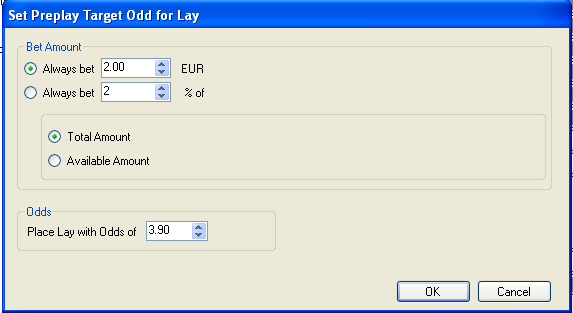 Set Preplay Target Odd for Lay
Bet Amount
Always bet 2.00 EUR
Always bet 2 % of
Total Amount
Available Amount
Odds
Place Lay with Odds of 3.90
OK Cancel